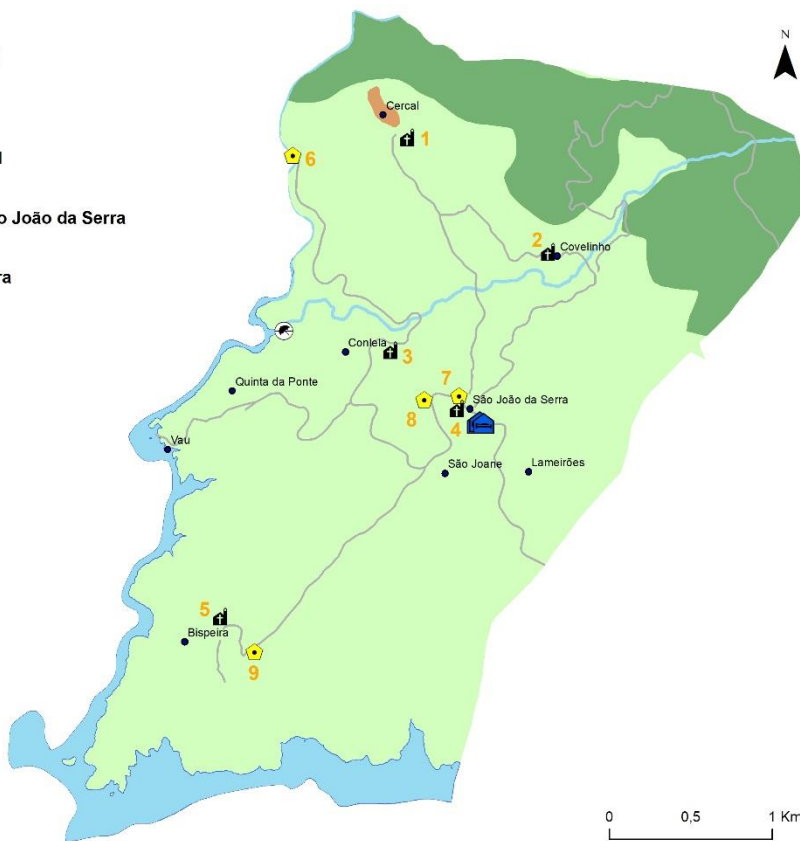 N
Cercal
1
6
o João da Serra
2
Covelinho
Conlela
3
Quinta da Ponte
7
8
São João da Serra
4
Vau
São Joane
Lameirões
5
Bispeira
9
0
0,5
1 Km